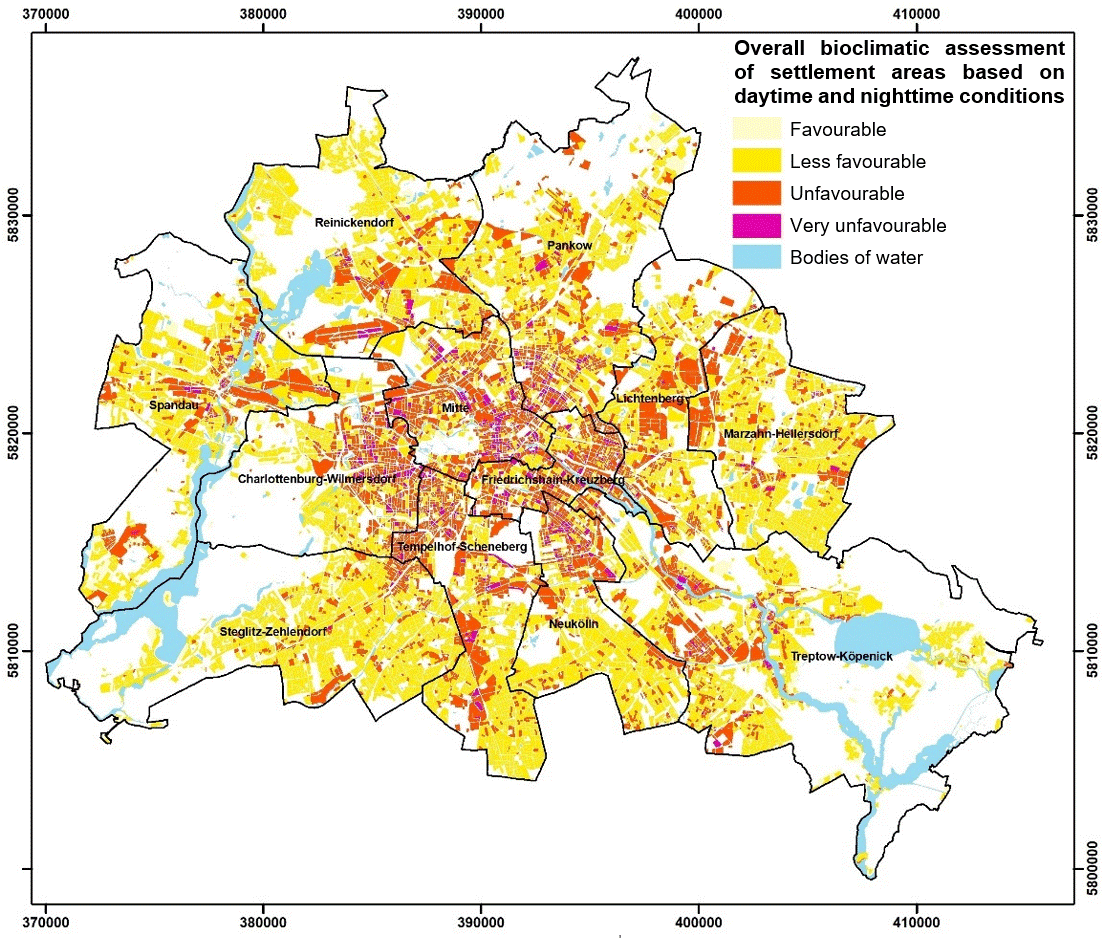 370000 380000 390000 400000 410000
Overall bioclimatic assessment
of settlement areas based on
daytime and nighttime conditions
Favourable
Less favourable
Unfavourable
Very unfavourable
Bodies of water
5830000
5830000
Reinickendorf
Pankow
Spandau
Mitte
Lichtenberg
5820000
5820000
Marzahn-Hellersdorf
Charlottenburg-Wilmersdorf
Friedrichshain-Kreuzberg
Tempelhof-Scheneberg
Neukölln
Steglitz-Zehlendorf
5810000
5810000
Treptow-Köpenick
5800000
370000 380000 390000 400000 410000